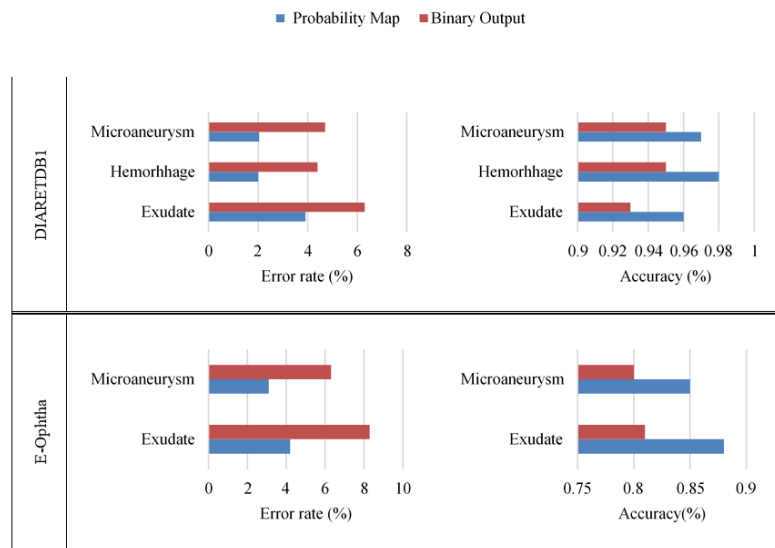 Probability Map Binary Output
DIARETDB1
Microaneurysm
Hemorhhage
Exudate
0 2 4 6 8
Error rate (%)
Microaneurysm
Hemorhhage
Exudate
0.9 0.92 0.94 0.96 0.98 1
Accuracy (%)
E-Ophtha
Microaneurysm
Exudate
0 2 4 6 8 10
Error rate (%)
Microaneurysm
Exudate
0.75 0.8 0.85 0.9
Accuracy(%)